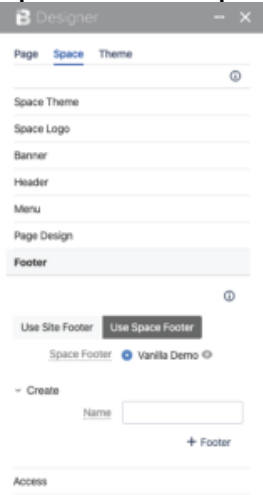 Designer
Page Space Theme
Space Theme
Space Logo
Banner
Header
Menu
Page Design
Footer
Use Site Footer Use Space Footer
Space Footer Vanilla Demo
Create
Name
+ Footer
Access